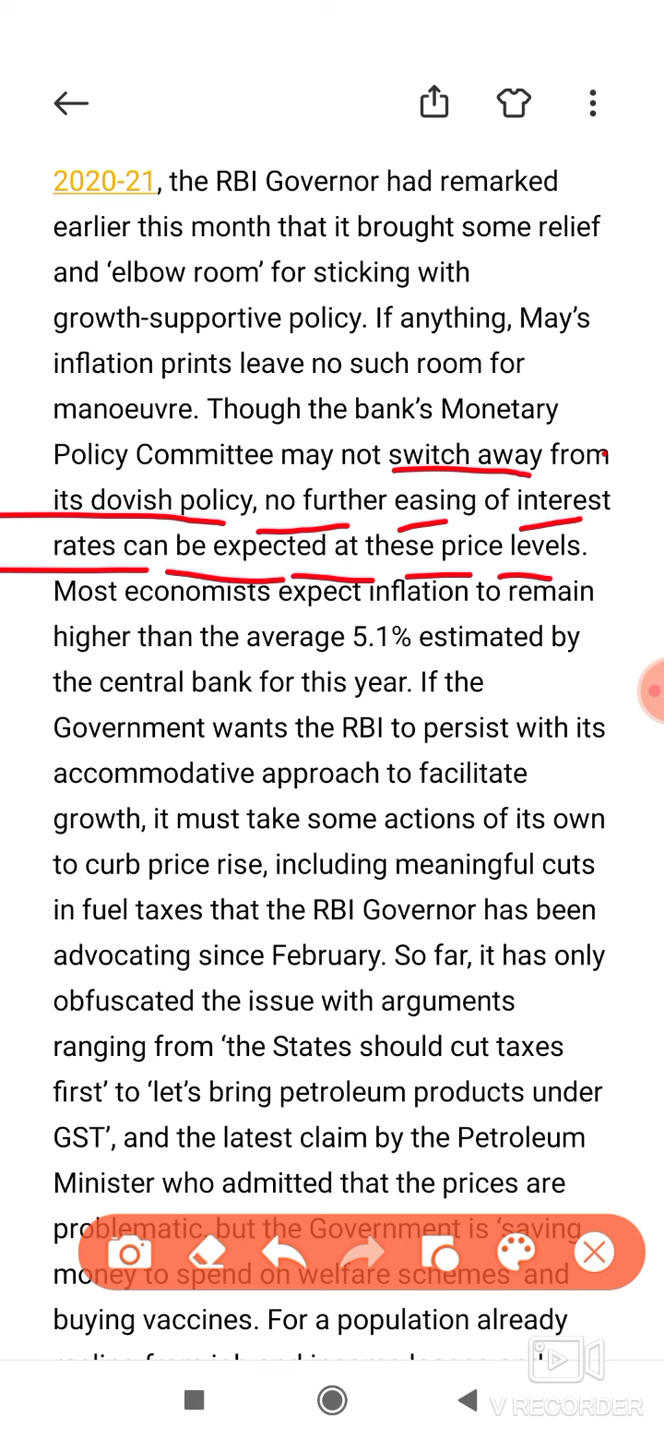 2020-21, the RBI Governor had remarked
earlier this month that it brought some relief
and ‘elbow room’ for sticking with
growth-supportive policy. If anything, May’s
inflation prints leave no such room for
manoeuvre. Though the bank’s Monetary
Policy Committee may not switch away from
its dovish policy, no further easing of interest
rates can be expected at these price levels.
Most economists expect inflation to remain
higher than the average 5.1% estimated by
the central bank for this year. If the
Government wants the RBI to persist with its
accommodative approach to facilitate
growth, it must take some actions of its own
to curb price rise, including meaningful cuts
in fuel taxes that the RBI Governor has been
advocating since February. So far, it has only
obfuscated the issue with arguments
ranging from ‘the States should cut taxes
first’ to ‘let’s bring petroleum products under
GST’, and the latest claim by the Petroleum
Minister who admitted that the prices are
problematic, but the Government is ‘saving
money to spend on welfare schemes’ and
buying vaccines. For a population already
V RECORDER